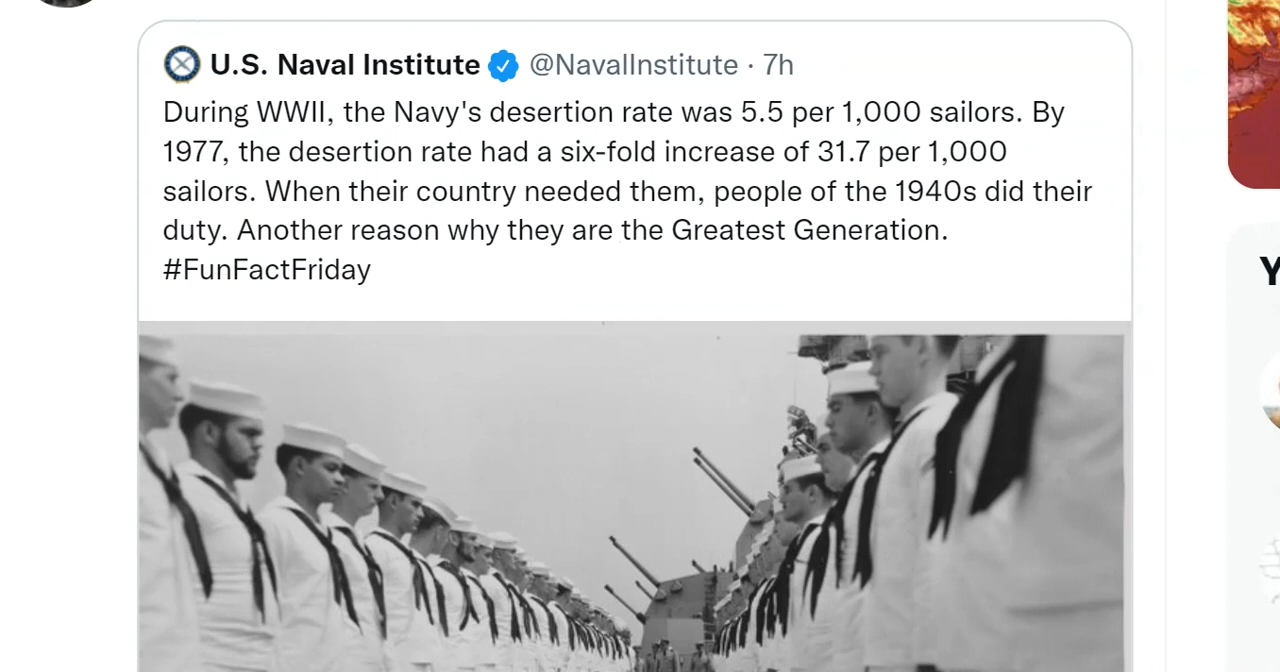 U.S. Naval Institute @NavalInstitute · 7h
During WWII, the Navy's desertion rate was 5.5 per 1,000 sailors. By
1977, the desertion rate had a six-fold increase of 31.7 per 1,000
sailors. When their country needed them, people of the 1940s did their
duty. Another reason why they are the Greatest Generation.
#FunFactFriday
Y